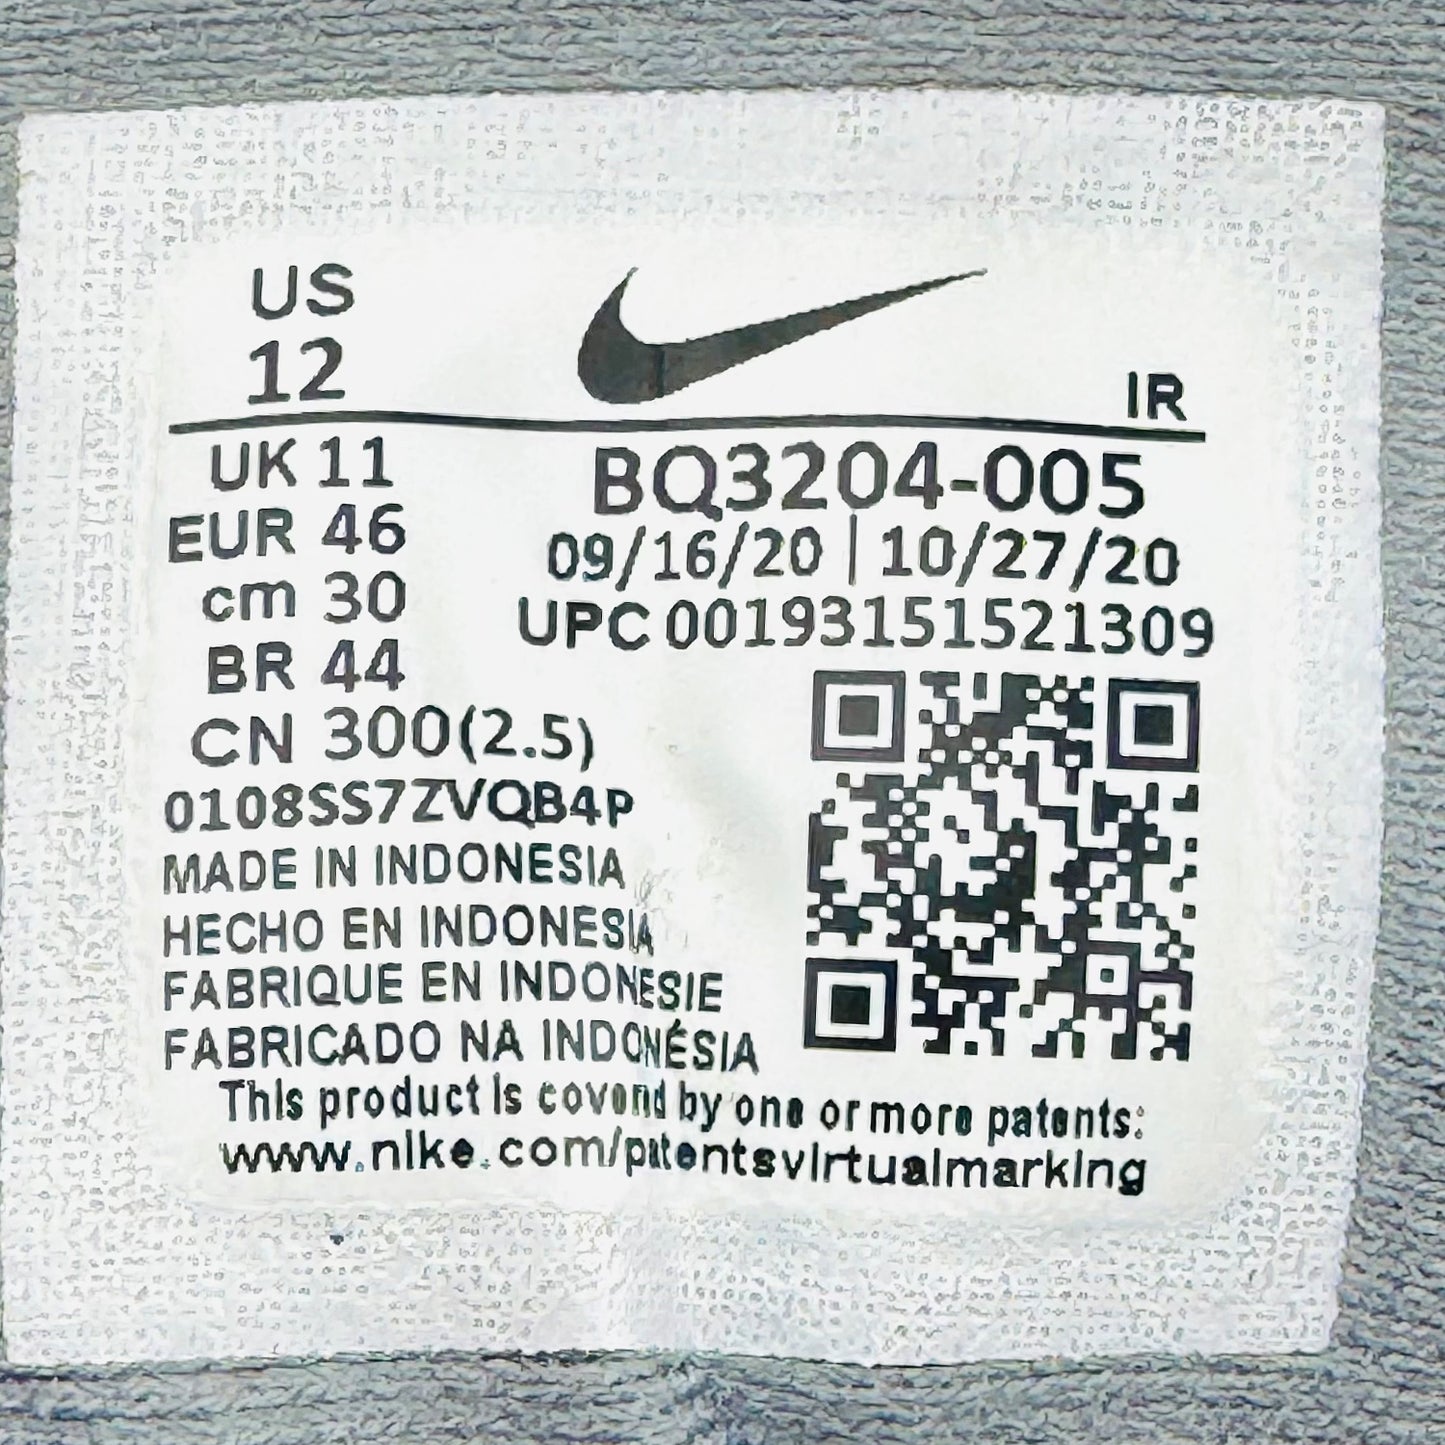 US
12
IR
UK 11
EUR 46
cm 30
BR 44
CN 300(2.5)
BQ3204-005
09/16/20 | 10/27/20
UPC 00193151521309
0108SS7ZVQB4P
MADE IN INDONESIA
HECHO EN INDONESIA
FABRIQUE EN INDONESIE
FABRICADO NA INDONÉSIA
This product is covered by one or more patents:
www.nike.com/patentsvirtualmarking